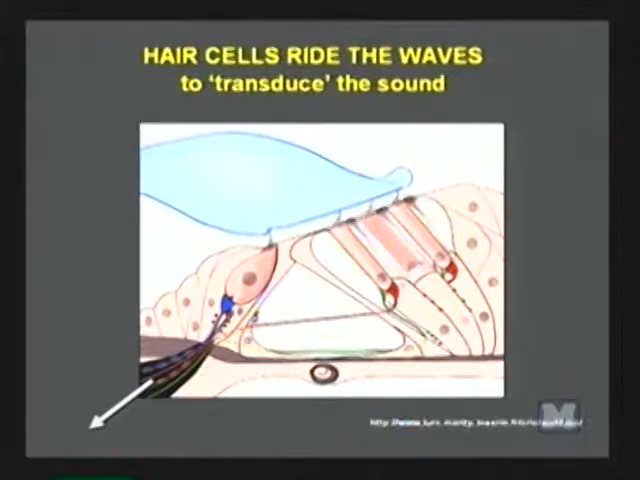 HAIR CELLS RIDE THE WAVES
to ‘transduce’ the sound
M